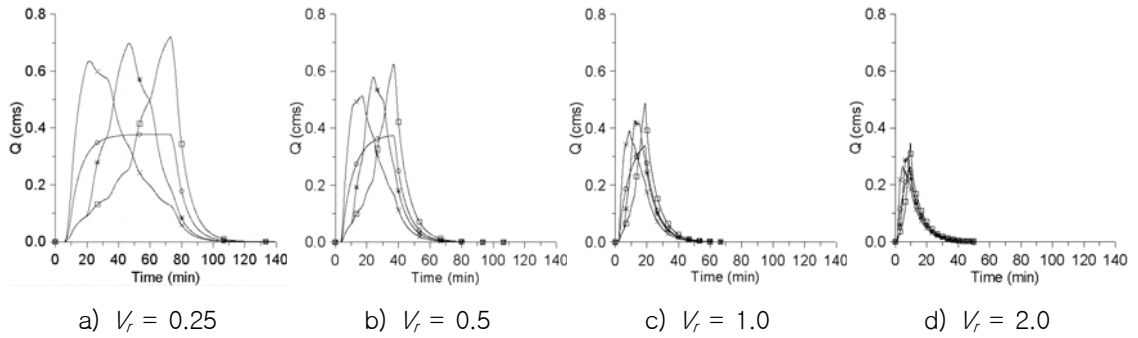 0.8 0.8 0.8 0.8
0.6 0.6 0.6 0.6
Q (cms) 0.4 Q (cms) 0.4 Q (cms) 0.4 Q (cms) 0.4
0.2 0.2 0.2 0.2
0.0 0.0 0.0 0.0
0 20 40 60 80 100 120 140 0 20 40 60 80 100 120 140 0 20 40 60 80 100 120 140 0 20 40 60 80 100 120 140
Time (min) Time (min) Time (min) Time (min)
a) Vr = 0.25 b) Vr = 0.5 c) Vr = 1.0 d) Vr = 2.0